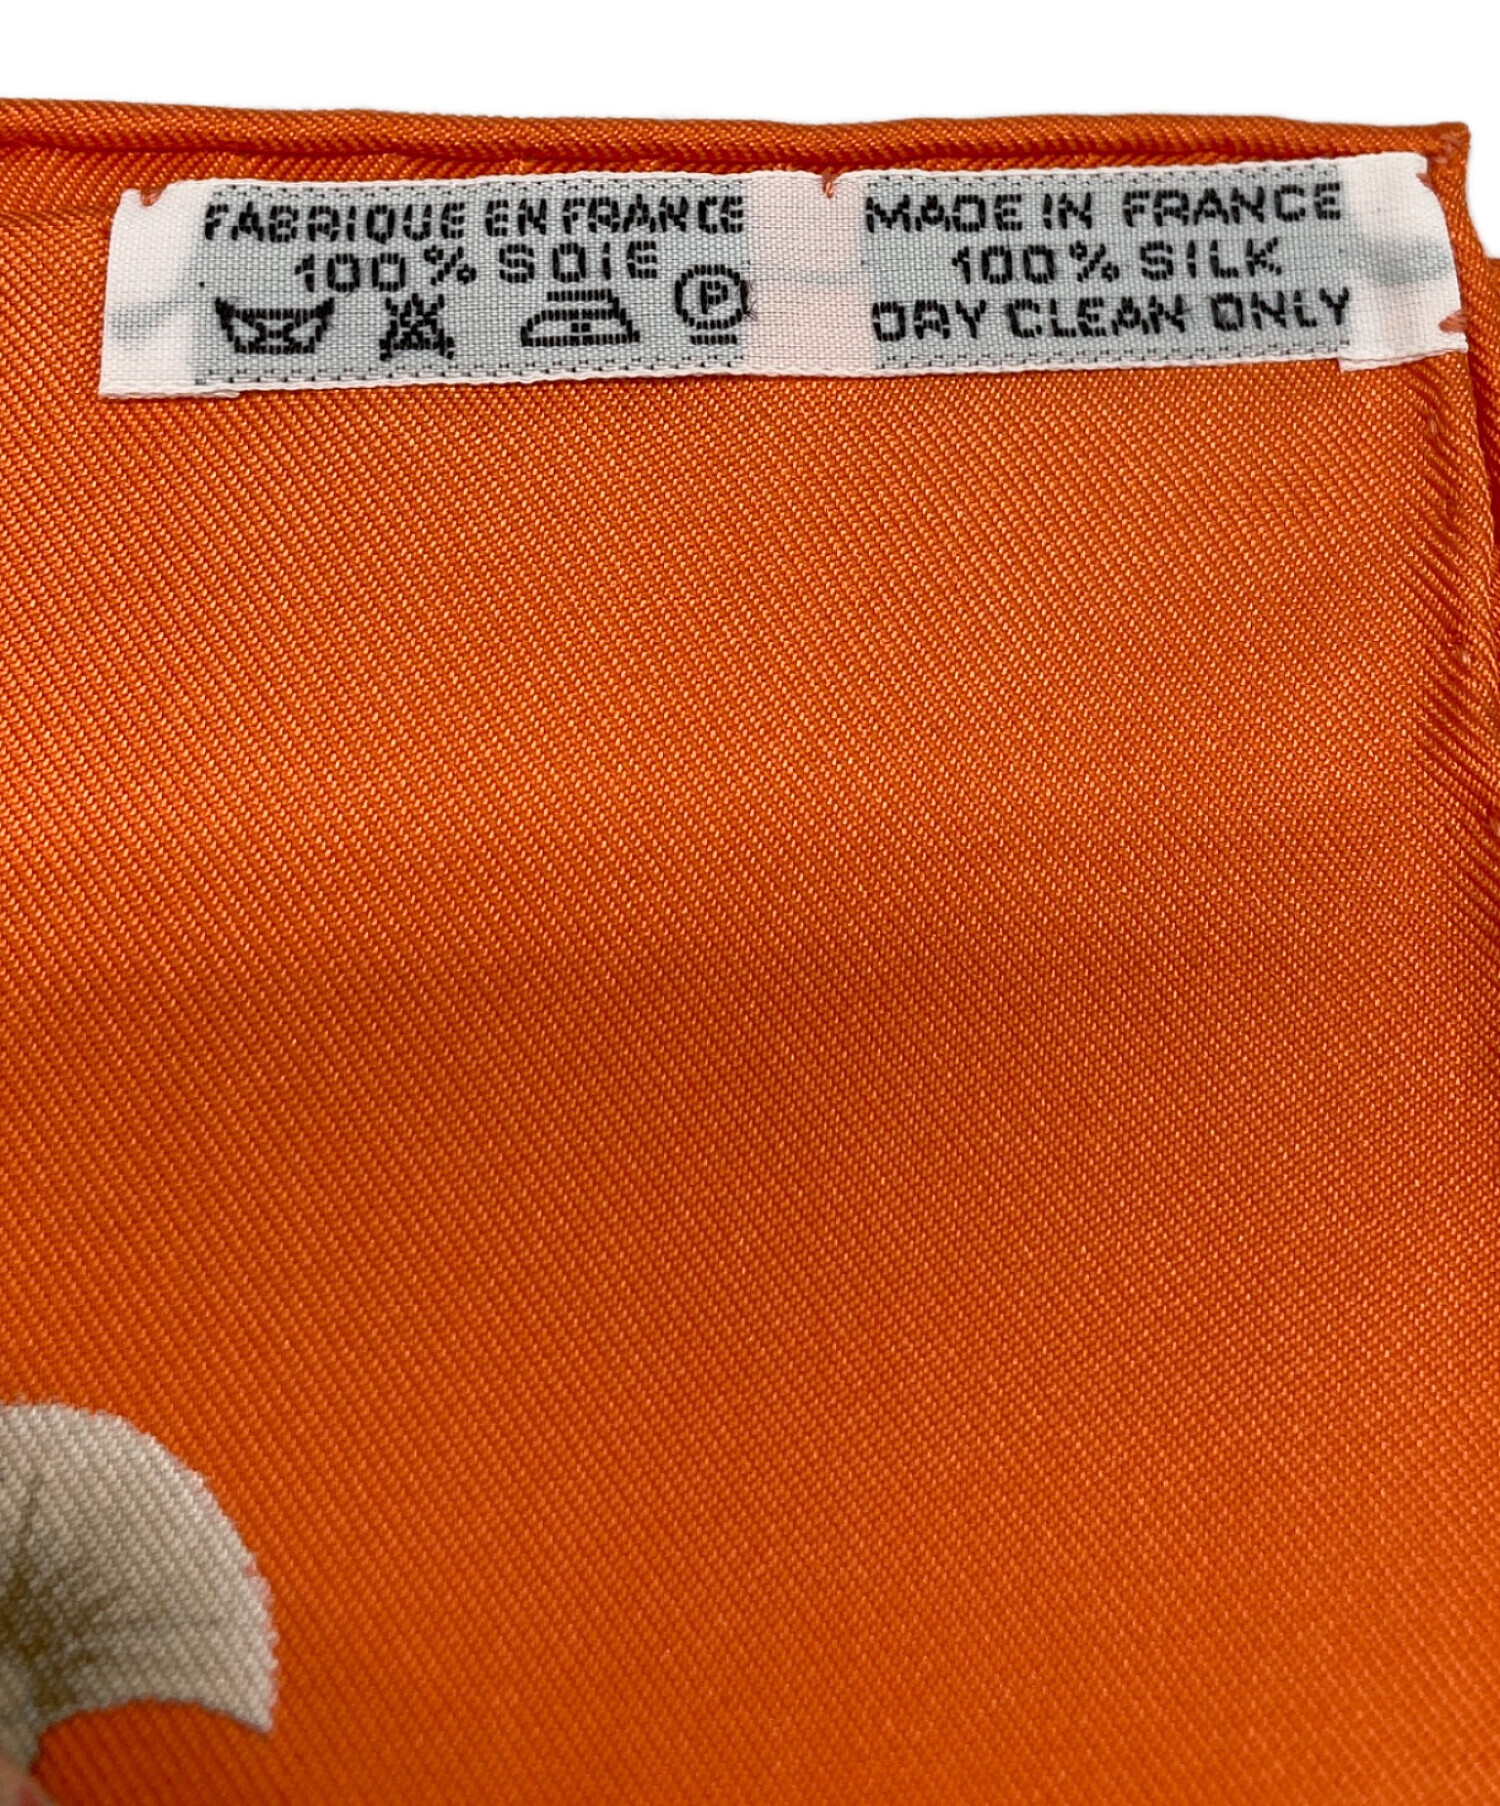 FABRIQUE EN FRANCE
100% SOIE
P
MADE IN FRANCE
100% SILK
DRY CLEAN ONLY